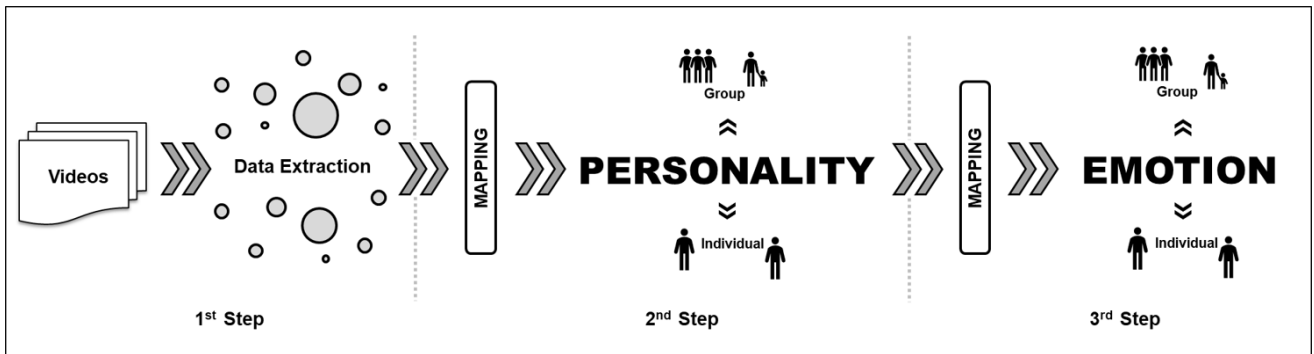 Videos
Data Extraction
1st Step
MAPPING
Group
PERSONALITY
Individual
2nd Step
MAPPING
Group
EMOTION
Individual
3rd Step